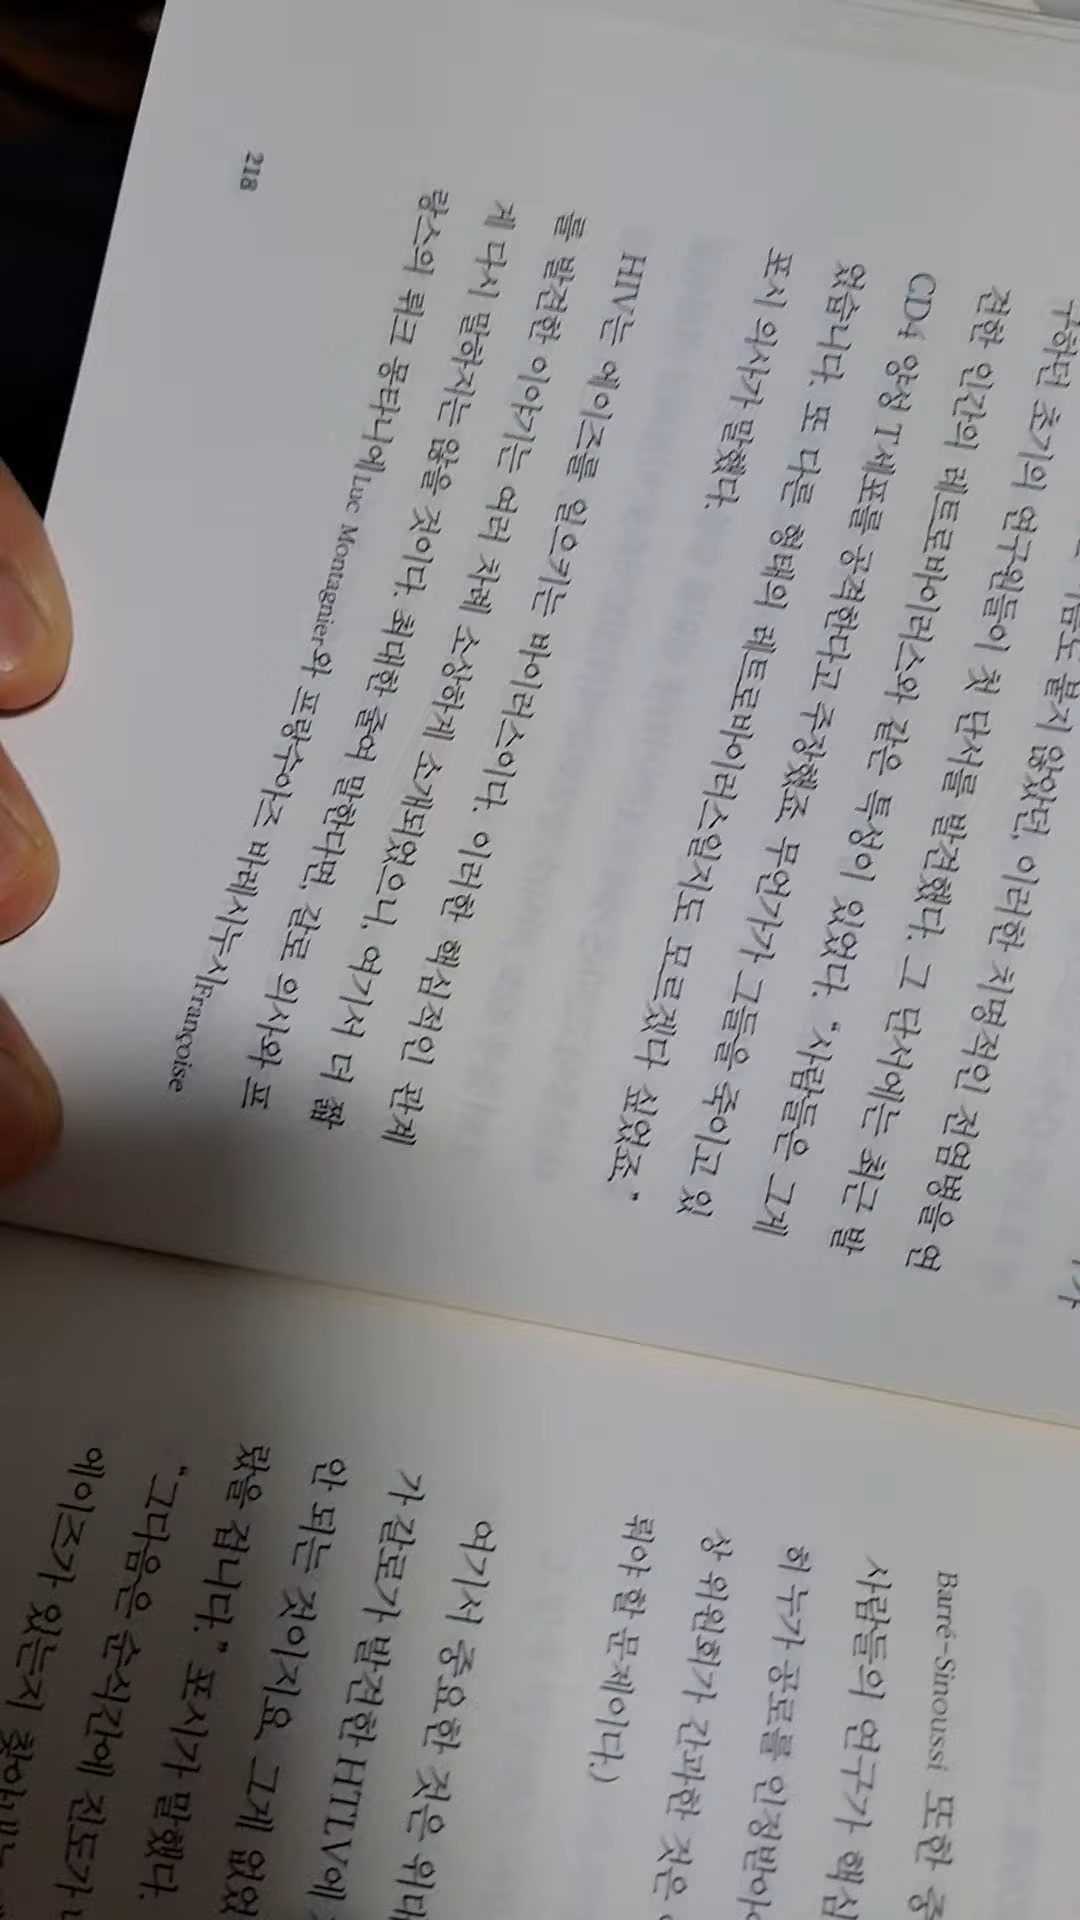 구하던 초기의 연구원들이 첫 단서를 발견했다. 그 단서에는 최근 발
견한 인간의 레트로바이러스와 같은 특성이 있었다. “사람들은 그게
CD4 양성 T세포를 공격한다고 주장했죠. 무언가가 그들을 죽이고 있
었습니다. 또 다른 형태의 레트로바이러스일지도 모르겠다 싶었죠.”
포시 의사가 말했다.
HIV는 에이즈를 일으키는 바이러스이다. 이러한 핵심적인 관계
를 발견한 이야기는 여러 차례 소상하게 소개되었으니, 여기서 더 짧
게 다시 말하지는 않을 것이다. 최대한 줄여 말한다면, 갈로 의사와 프
랑스의 뤼크 몽타니에Luc Montagnier와 프랑수아즈 바레시누시Françoise
218
Barré-Sinoussi 또한
사람들의 연구가 핵심
허 누가 공로를 인정받아
상 위원회가 간과한 것은
뤄야 할 문제이다.)
여기서 중요한 것은 위대
가 갈로가 발견한 HTLV에
안 되는 것이지요. 그게 없었
랐을 겁니다.” 포시가 말했다.
“그다음은 순식간에 진도가
에이즈가 있는지 찾아내는